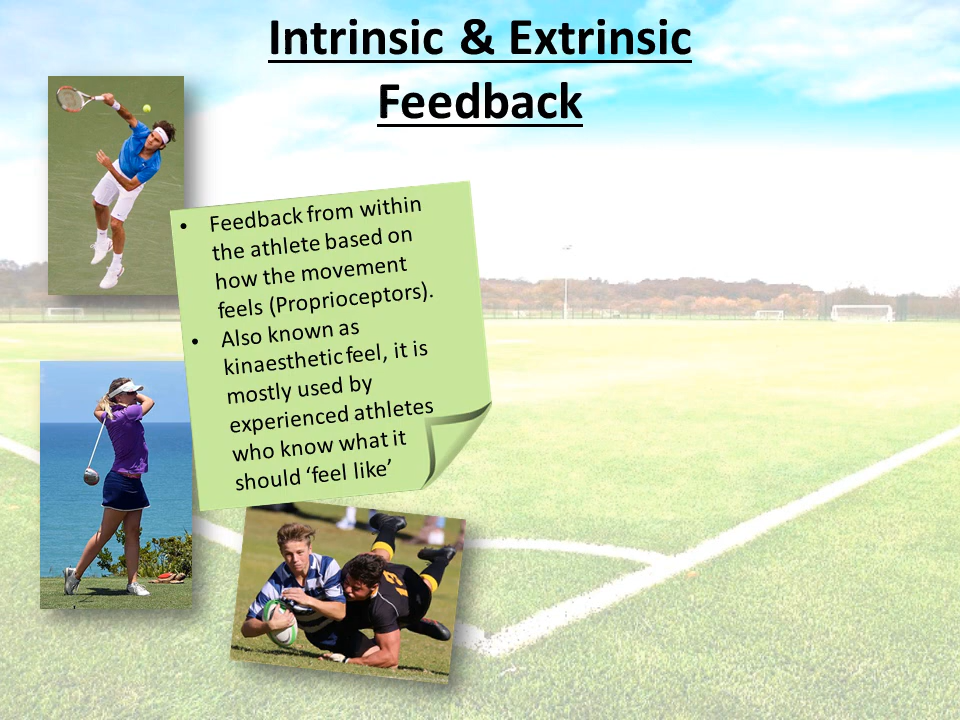 Intrinsic & Extrinsic
Feedback
• Feedback from within
the athlete based on
how the movement
feels (Proprioceptors).
• Also known as
kinaesthetic feel, it is
mostly used by
experienced athletes
who know what it
should ‘feel like’
13